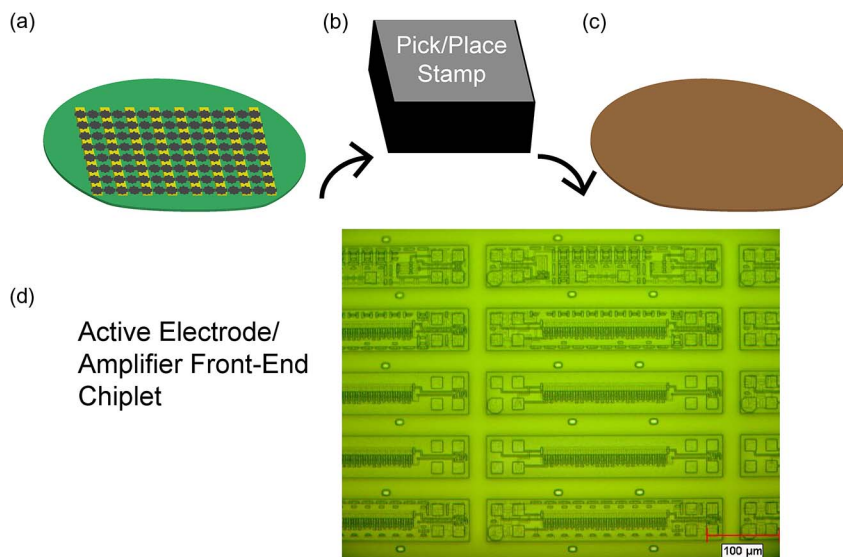 (a)
(b)
(c)
Pick/Place
Stamp
(d)
Active Electrode/
Amplifier Front-End
Chiplet
100 µm